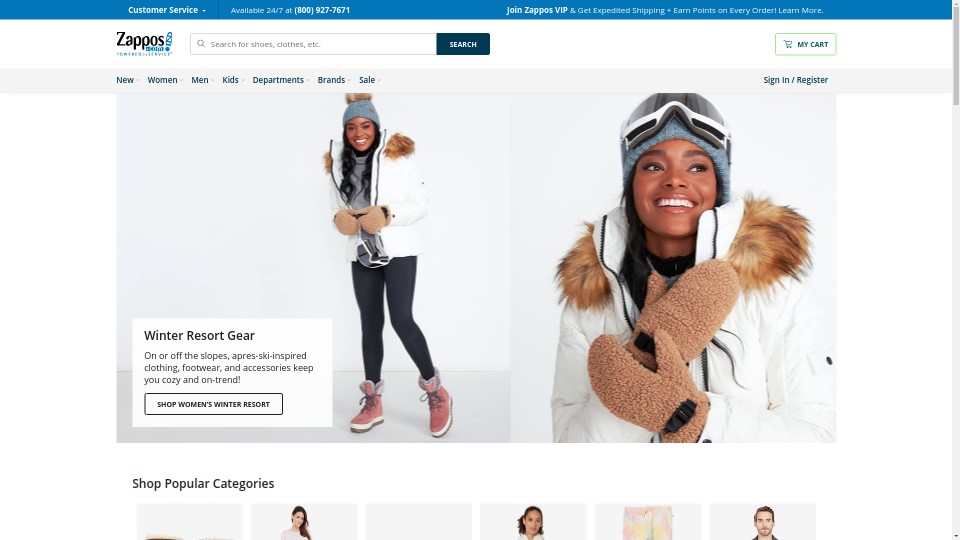 Customer Service
Available 24/7 at (800) 927-7671
Join Zappos VIP & Get Expedited Shipping + Earn Points on Every Order! Learn More.
Zappos
.com
POWERED by SERVICE
Search for shoes, clothes, etc.
SEARCH
MY CART
New
Women
Men
Kids
Departments
Brands
Sale
Sign In / Register
Winter Resort Gear
On or off the slopes, apres-ski-inspired
clothing, footwear, and accessories keep
you cozy and on-trend!
SHOP WOMEN'S WINTER RESORT
Shop Popular Categories